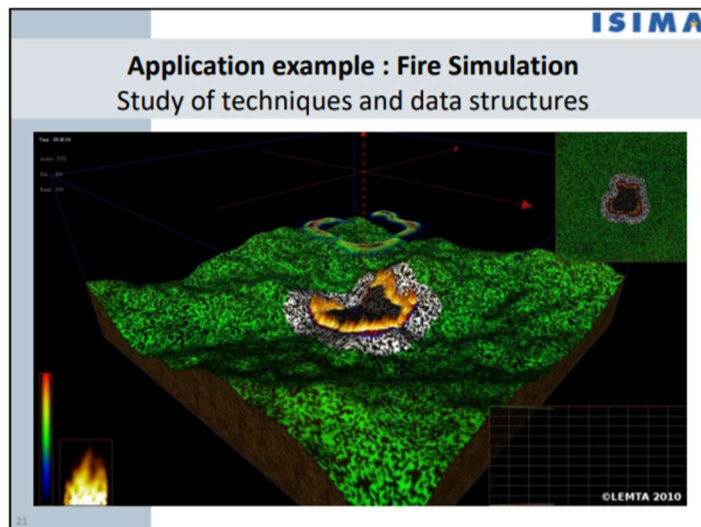 ISIMA
Application example : Fire Simulation
Study of techniques and data structures
©LEMTA 2010
21